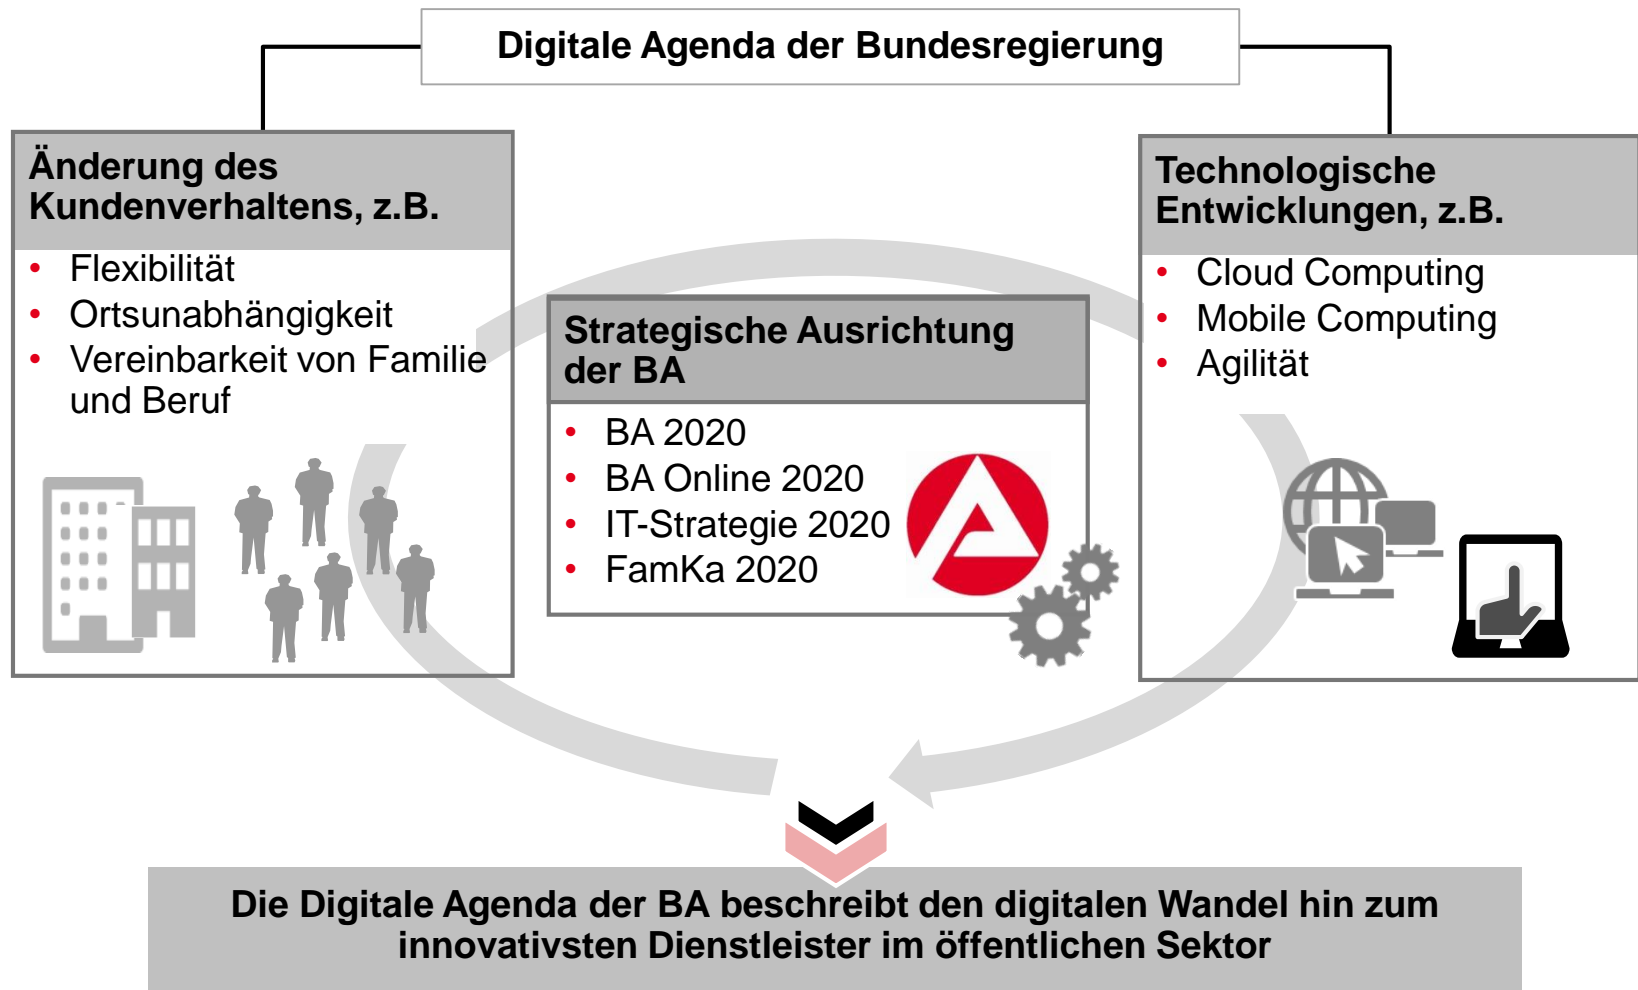 Digitale Agenda der Bundesregierung
Änderung des
Kundenverhaltens, z.B.
• Flexibilität
• Ortsunabhängigkeit
• Vereinbarkeit von Familie
und Beruf
Strategische Ausrichtung
der BA
• BA 2020
• BA Online 2020
• IT-Strategie 2020
• FamKa 2020
Technologische
Entwicklungen, z.B.
• Cloud Computing
• Mobile Computing
• Agilität
Die Digitale Agenda der BA beschreibt den digitalen Wandel hin zum
innovativsten Dienstleister im öffentlichen Sektor